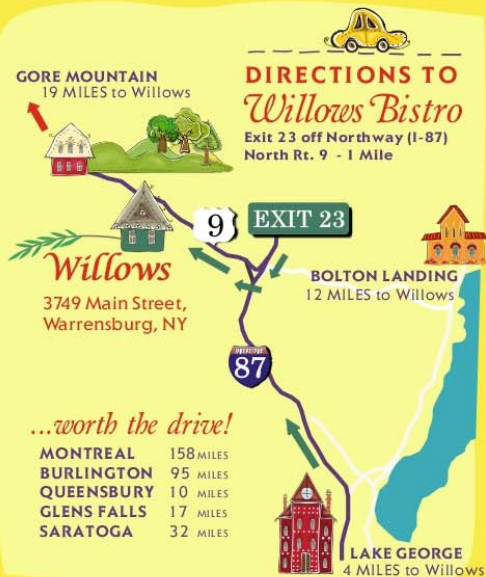 GORE MOUNTAIN
19 MILES to Willows
DIRECTIONS TO
Willows Bistro
Exit 23 off Northway (I-87)
North Rt. 9 - 1 Mile
9
EXIT 23
Willows
3749 Main Street,
Warrensburg, NY
BOLTON LANDING
12 MILES to Willows
87
...worth the drive!
MONTREAL 158 MILES
BURLINGTON 95 MILES
QUEENSBURY 10 MILES
GLENS FALLS 17 MILES
SARATOGA 32 MILES
LAKE GEORGE
4 MILES to Willows